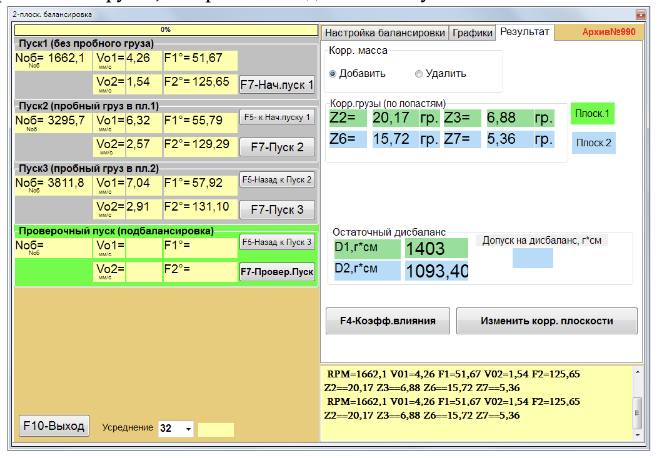 2-плоск. балансировка
0%
Пуск1 (без пробного груза)
Nоб= 1662,1 Vo1= 4,26 F1°= 51,67
Nоб мм/с
Vo2= 1,54 F2°= 125,65 F7-Нач.пуск 1
мм/с
Пуск2 (пробный груз в пл.1)
Nоб= 3295,7 Vo1= 6,32 F1°= 55,79 F5- к Нач.пуску 1
Nоб мм/с
Vo2= 2,57 F2°= 129,29 F7-Пуск 2
мм/с
Пуск3 (пробный груз в пл.2)
Nоб= 3811,8 Vo1= 7,04 F1°= 57,92 F5-Назад к Пуск 2
Nоб мм/с
Vo2= 2,91 F2°= 131,10 F7-Пуск 3
мм/с
Проверочный пуск (подбалансировка)
Nоб= Vo1= F1°= F5-Назад к Пуск 3
Nоб мм/с
Vo2= F2°= F7-Провер.Пуск
мм/с
F10-Выход Усреднение 32
Настройка балансировки Графики Результат Архив№990
Корр. масса
Добавить Удалить
Корр.грузы (по лопастям)
Z2= 20,17 гр. Z3= 6,88 гр. Плоск.1
Z6= 15,72 гр. Z7= 5,36 гр. Плоск.2
Остаточный дисбаланс
D1,г*см 1403 Допуск на дисбаланс, г*см
D2,г*см 1093,40
F4-Коэфф.влияния Изменить корр. плоскости
RPM=1662,1 V01=4,26 F1=51,67 V02=1,54 F2=125,65
Z2==20,17 Z3==6,88 Z6==15,72 Z7==5,36
RPM=1662,1 V01=4,26 F1=51,67 V02=1,54 F2=125,65
Z2==20,17 Z3==6,88 Z6==15,72 Z7==5,36